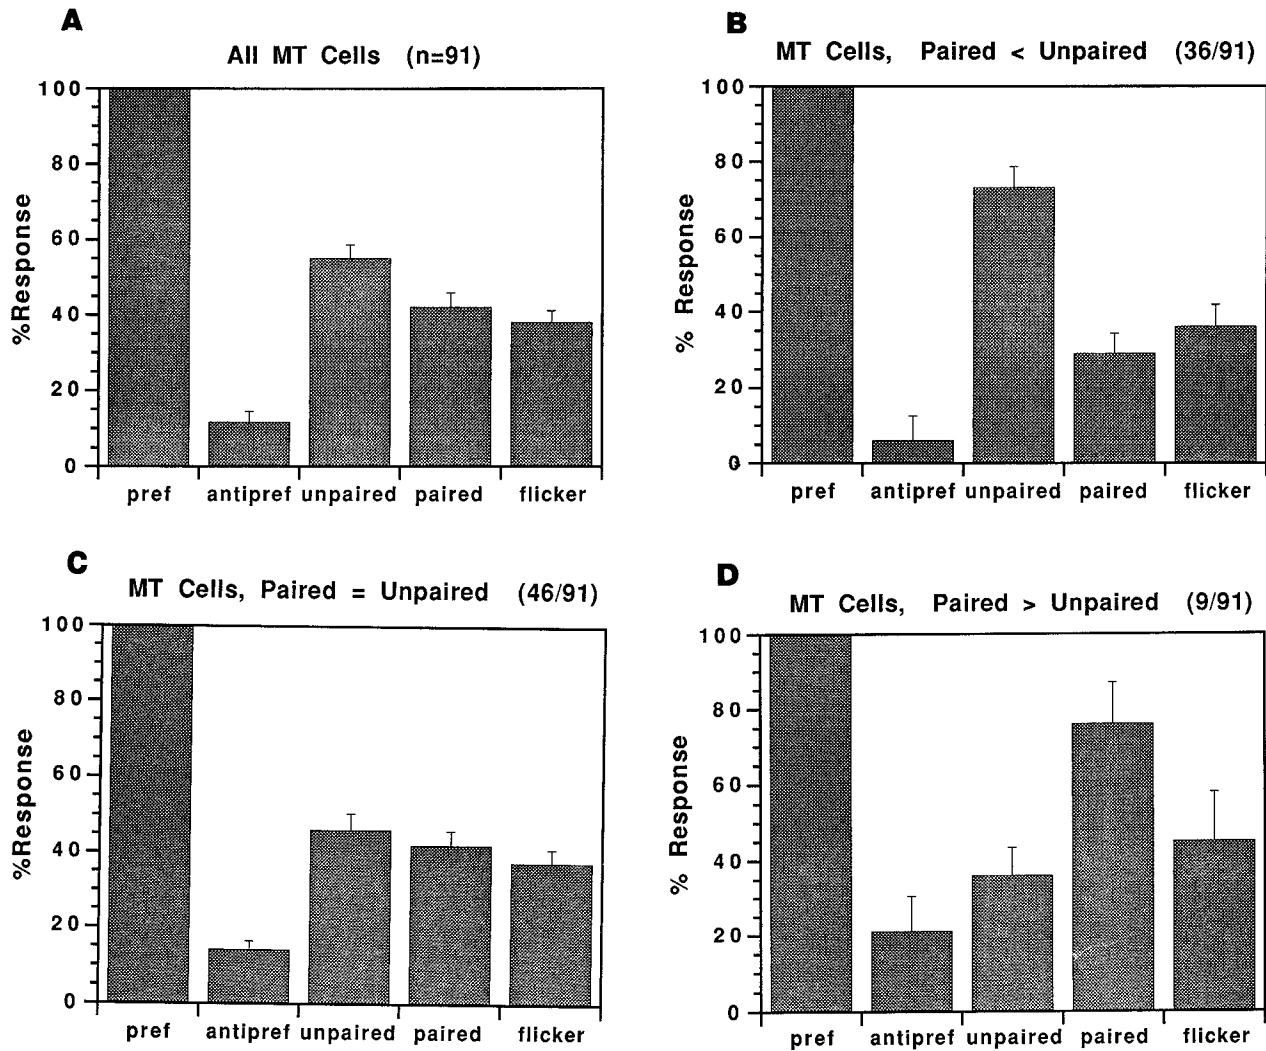 A
All MT Cells (n=91)
%Response
100
80
60
40
20
0
pref antipref unpaired paired flicker
B
MT Cells, Paired < Unpaired (36/91)
% Response
100
80
60
40
20
0
pref antipref unpaired paired flicker
C
MT Cells, Paired = Unpaired (46/91)
%Response
100
80
60
40
20
0
pref antipref unpaired paired flicker
D
MT Cells, Paired > Unpaired (9/91)
% Response
100
80
60
40
20
0
pref antipref unpaired paired flicker